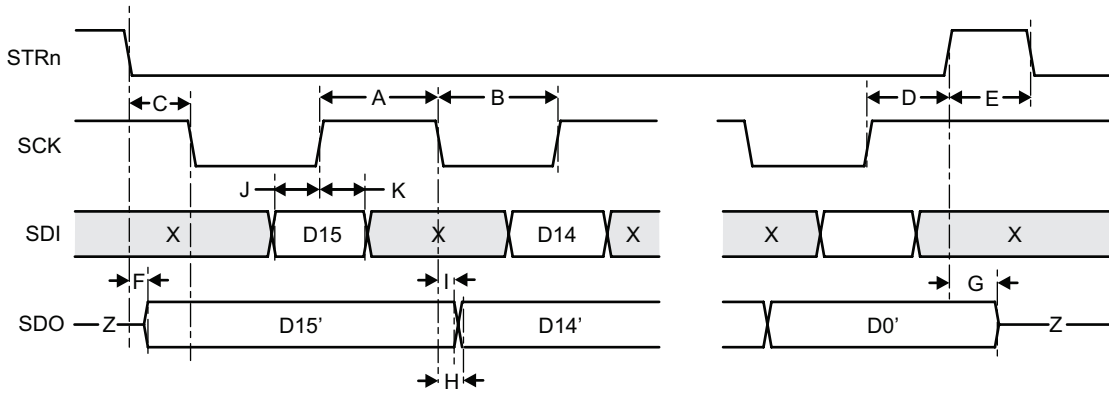 STRn
C
A
B
D
E
SCK
J
K
SDI
X
D15
X
D14
X
X
X
F
I
G
SDO
Z
D15’
D14’
D0’
Z
H